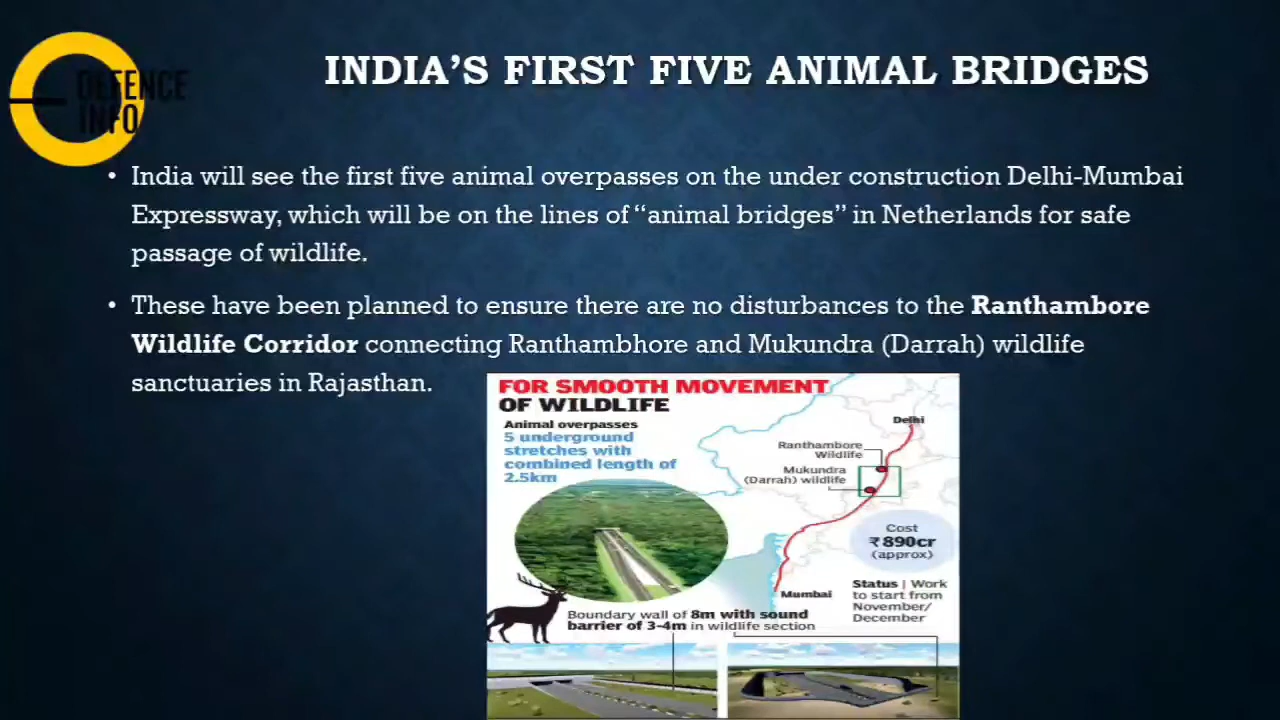 DEFENCE
INFO
INDIA'S FIRST FIVE ANIMAL BRIDGES
• India will see the first five animal overpasses on the under construction Delhi-Mumbai
Expressway, which will be on the lines of “animal bridges” in Netherlands for safe
passage of wildlife.
• These have been planned to ensure there are no disturbances to the Ranthambore
Wildlife Corridor connecting Ranthambhore and Mukundra (Darrah) wildlife
sanctuaries in Rajasthan.
FOR SMOOTH MOVEMENT
OF WILDLIFE
Animal overpasses
5 underground
stretches with
combined length of
2.5km
Delhi
Ranthambore
Wildlife
Mukundra
(Darrah) wildlife
Cost
₹890cr
(approx)
Mumbai
Status | Work
to start from
November/
December
Boundary wall of 8m with sound
barrier of 3-4m in wildlife section